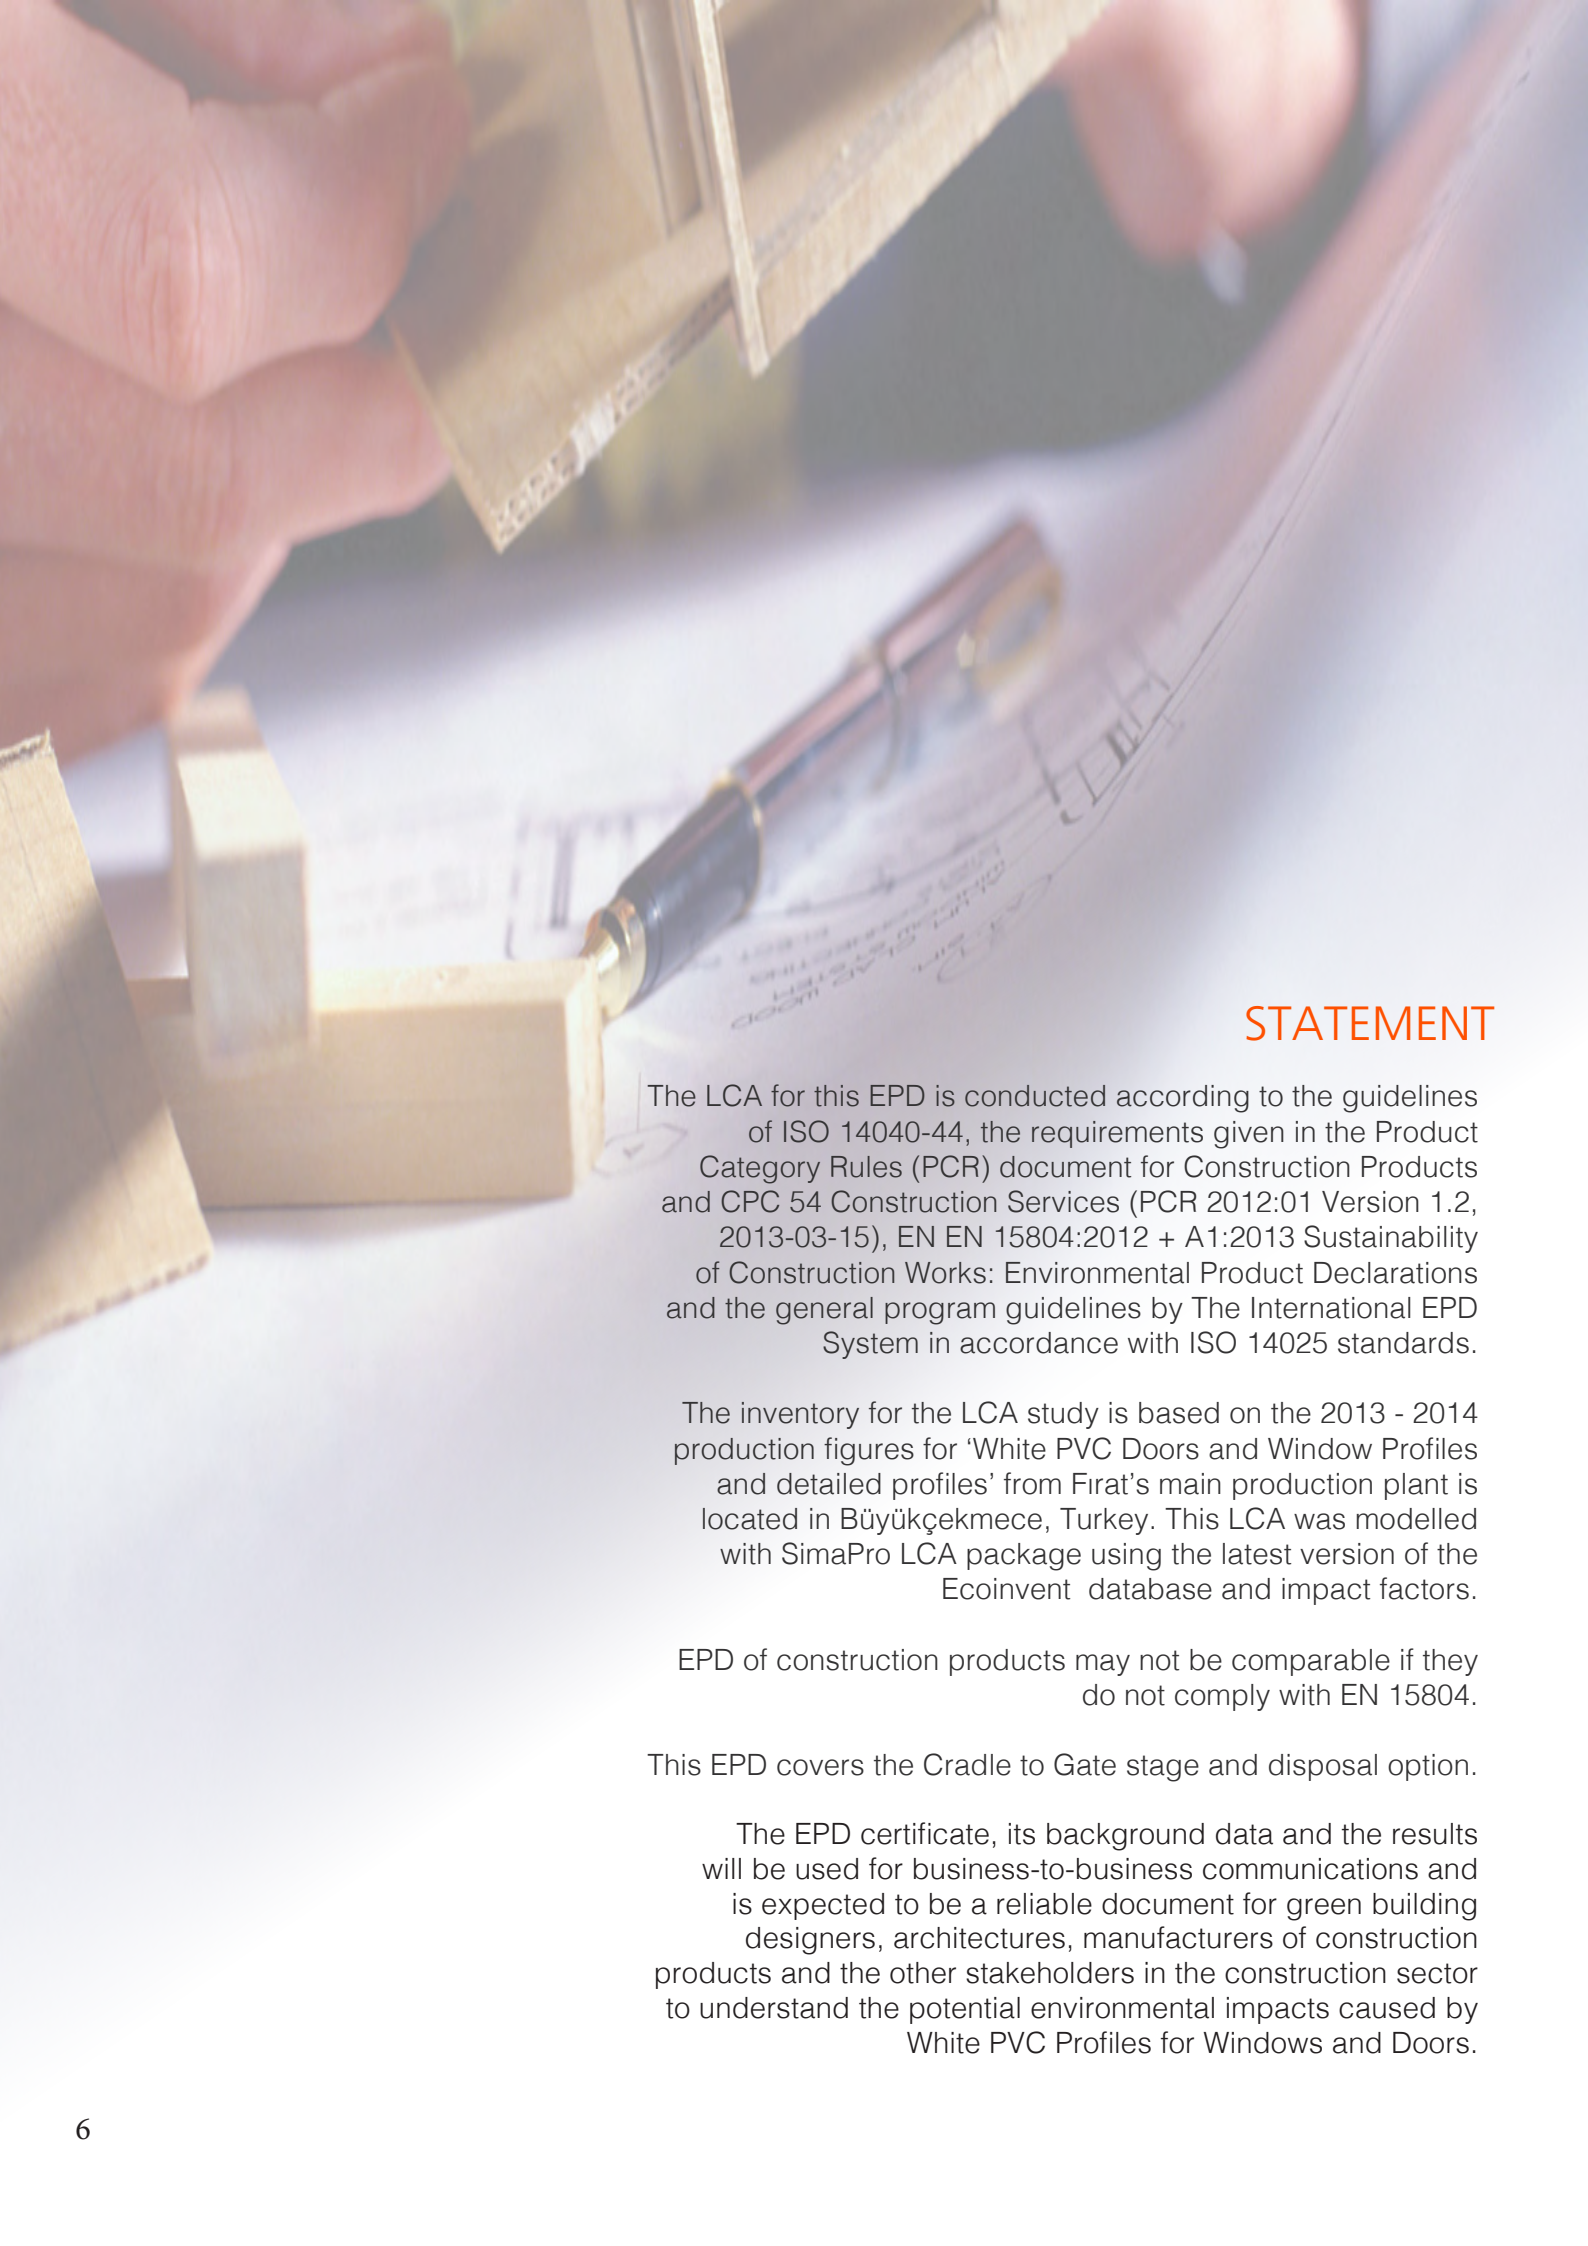 STATEMENT
The LCA for this EPD is conducted according to the guidelines
of ISO 14040-44, the requirements given in the Product
Category Rules (PCR) document for Construction Products
and CPC 54 Construction Services (PCR 2012:01 Version 1.2,
2013-03-15), EN EN 15804:2012 + A1:2013 Sustainability
of Construction Works: Environmental Product Declarations
and the general program guidelines by The International EPD
System in accordance with ISO 14025 standards.
The inventory for the LCA study is based on the 2013 - 2014
production figures for ‘White PVC Doors and Window Profiles
and detailed profiles’ from Fırat’s main production plant is
located in Büyükçekmece, Turkey. This LCA was modelled
with SimaPro LCA package using the latest version of the
Ecoinvent  database and impact factors.
EPD of construction products may not be comparable if they
do not comply with EN 15804.
This EPD covers the Cradle to Gate stage and disposal option.
The EPD certificate, its background data and the results
will be used for business-to-business communications and
is expected to be a reliable document for green building
designers, architectures, manufacturers of construction
products and the other stakeholders in the construction sector
to understand the potential environmental impacts caused by
White PVC Profiles for Windows and Doors.
6